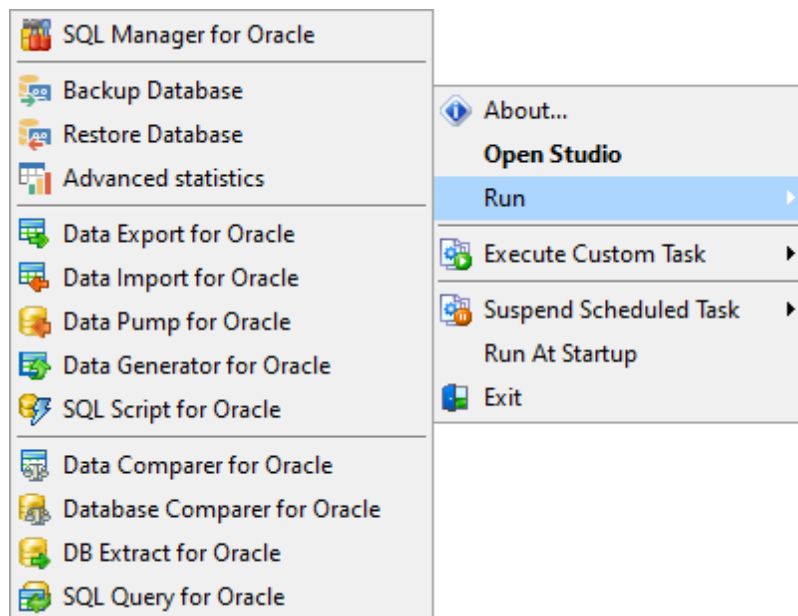 SQL Manager for Oracle
Backup Database
Restore Database
Advanced statistics
Data Export for Oracle
Data Import for Oracle
Data Pump for Oracle
Data Generator for Oracle
SQL Script for Oracle
Data Comparer for Oracle
Database Comparer for Oracle
DB Extract for Oracle
SQL Query for Oracle
About...
Open Studio
Run
Execute Custom Task
Suspend Scheduled Task
Run At Startup
Exit